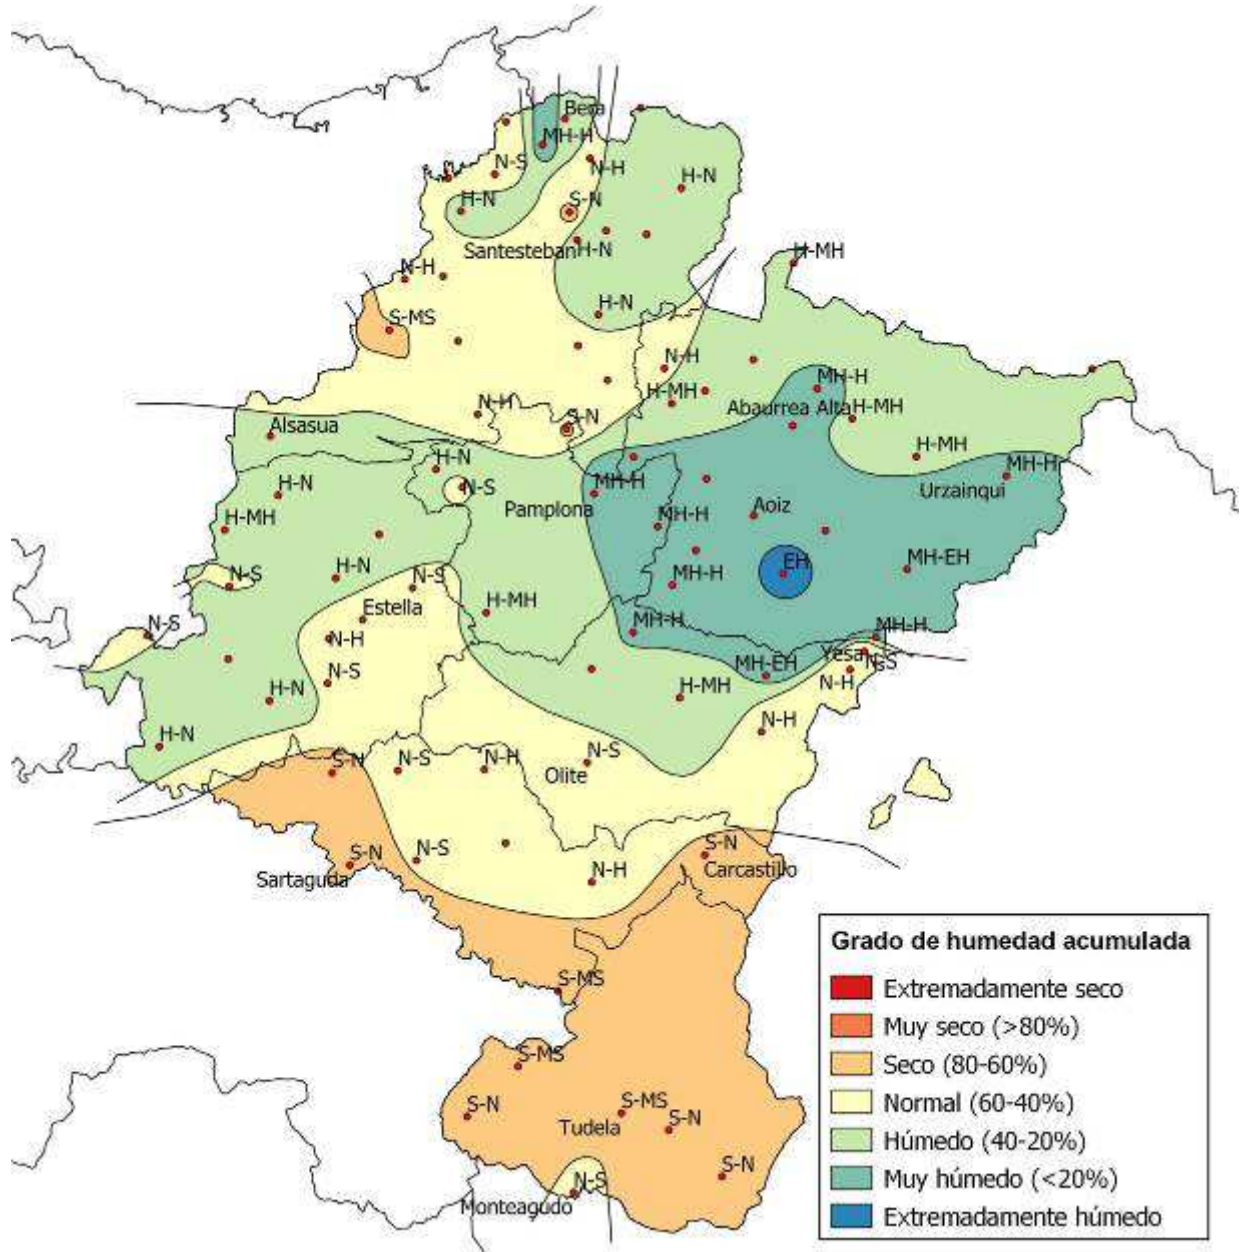 Bera
MH-H
N-S
N-H
H-N
H-N
S-N
Santesteban
H-N
H-MH
N-H
H-N
S-MS
N-H
MH-H
H-MH
N-H
S-N
Abaurrea Alta
H-MH
Alsasua
H-N
H-MH
MH-H
H-N
N-S
MH-H
Urzainqui
Pamplona
Aoiz
H-MH
MH-H
N-S
H-N
N-S
MH-H
EH
MH-EH
Estella
H-MH
N-S
N-H
MH-H
MH-H
Yesa
N-S
N-S
MH-EH
N-H
H-N
H-MH
N-H
H-N
S-N
N-S
N-H
N-S
Olite
S-N
N-S
S-N
Carcastillo
Sartaguda
N-H
S-MS
S-MS
S-N
S-MS
Tudela
S-N
S-N
N-S
Monteagudo
Grado de humedad acumulada
Extremadamente seco
Muy seco (>80%)
Seco (80-60%)
Normal (60-40%)
Húmedo (40-20%)
Muy húmedo (<20%)
Extremadamente húmedo